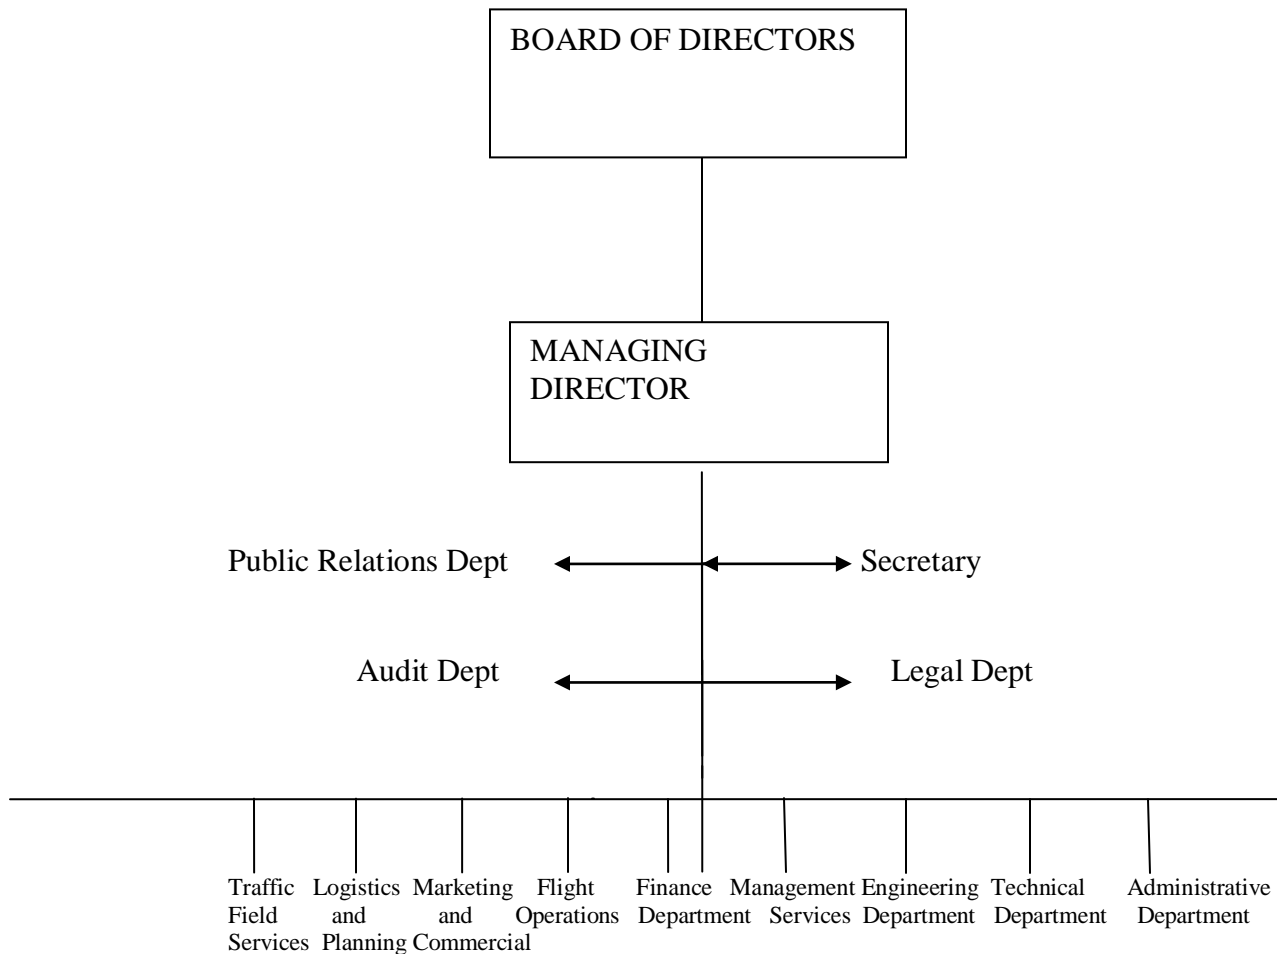 BOARD OF DIRECTORS
MANAGING
DIRECTOR
Public Relations Dept
Secretary
Audit Dept
Legal Dept
Traffic
Field
Services
Logistics
and
Planning
Marketing
and
Commercial
Flight
Operations
Finance
Department
Management
Services
Engineering
Department
Technical
Department
Administrative
Department